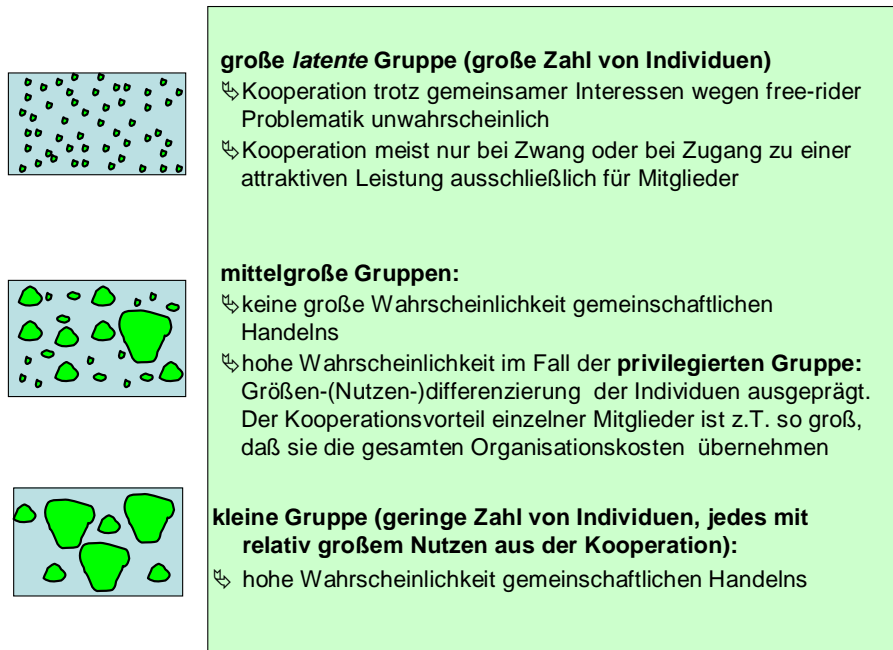 große latente Gruppe (große Zahl von Individuen)
↳Kooperation trotz gemeinsamer Interessen wegen free-rider
Problematik unwahrscheinlich
↳Kooperation meist nur bei Zwang oder bei Zugang zu einer
attraktiven Leistung ausschließlich für Mitglieder
mittelgroße Gruppen:
↳keine große Wahrscheinlichkeit gemeinschaftlichen
Handelns
↳hohe Wahrscheinlichkeit im Fall der privilegierten Gruppe:
Größen-(Nutzen-)differenzierung der Individuen ausgeprägt.
Der Kooperationsvorteil einzelner Mitglieder ist z.T. so groß,
daß sie die gesamten Organisationskosten übernehmen
kleine Gruppe (geringe Zahl von Individuen, jedes mit
relativ großem Nutzen aus der Kooperation):
↳ hohe Wahrscheinlichkeit gemeinschaftlichen Handelns